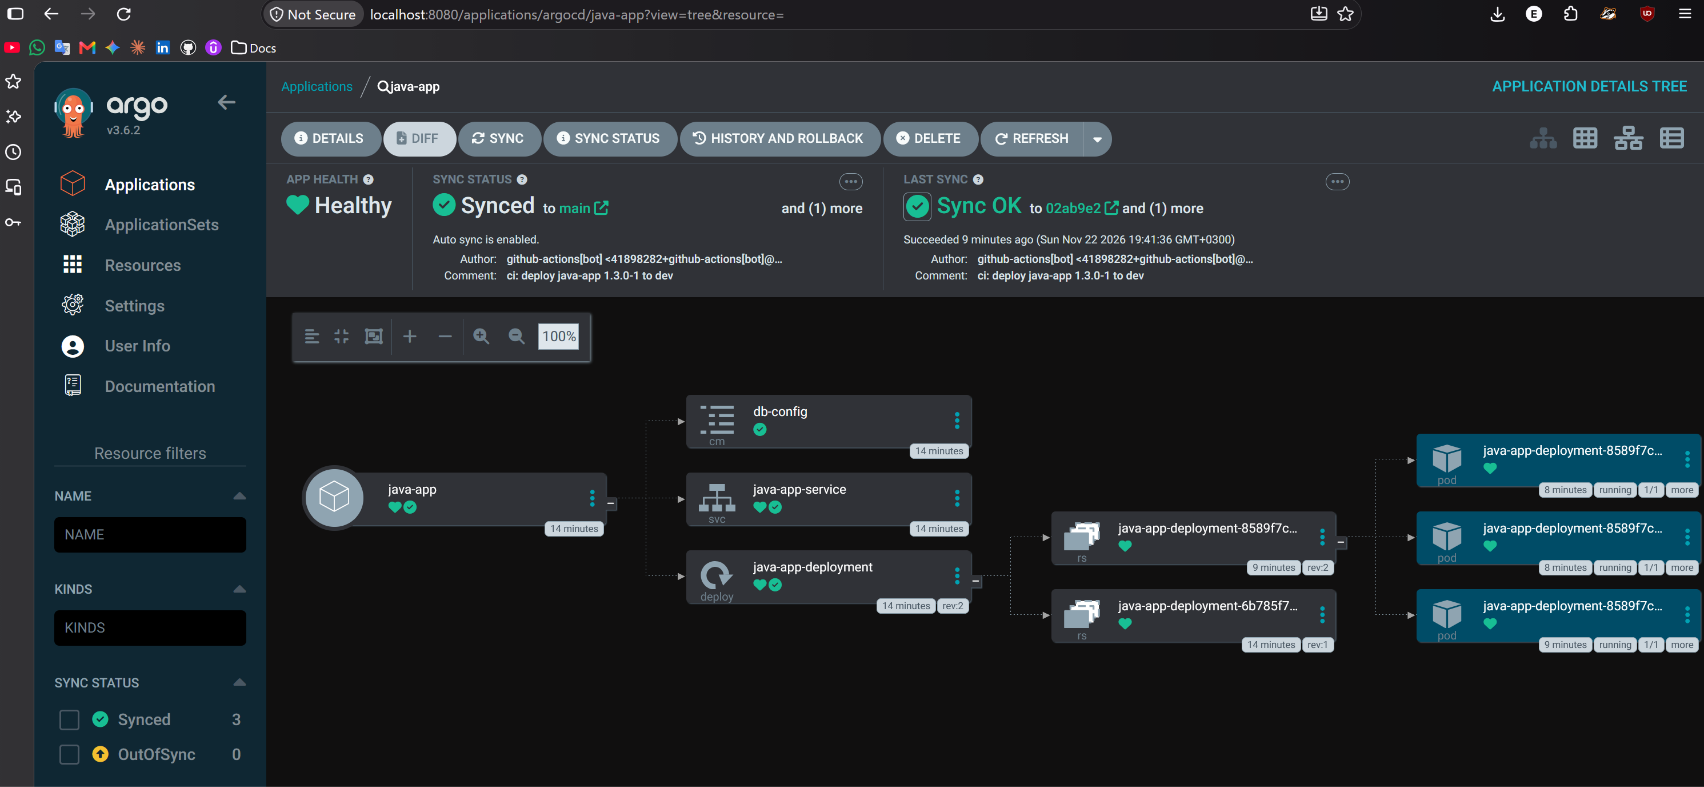 Not Secure localhost:8080/applications/argocd/java-app?view=tree&resource=
E
Docs
argo
v3.6.2
Applications
ApplicationSets
Resources
Settings
User Info
Documentation
Resource filters
NAME
NAME
KINDS
KINDS
SYNC STATUS
Synced 3
OutOfSync 0
Applications / java-app
APPLICATION DETAILS TREE
DETAILS DIFF SYNC SYNC STATUS HISTORY AND ROLLBACK DELETE REFRESH
APP HEALTH
Healthy
SYNC STATUS
Synced to main and (1) more
Auto sync is enabled.
Author: github-actions[bot] <41898282+github-actions[bot]@...
Comment: ci: deploy java-app 1.3.0-1 to dev
LAST SYNC
Sync OK to 02ab9e2 and (1) more
Succeeded 9 minutes ago (Sun Nov 22 2026 19:41:36 GMT+0300)
Author: github-actions[bot] <41898282+github-actions[bot]@...
Comment: ci: deploy java-app 1.3.0-1 to dev
100%
java-app
14 minutes
db-config
cm
14 minutes
java-app-service
svc
14 minutes
java-app-deployment
deploy
14 minutes rev:2
java-app-deployment-8589f7c...
rs
9 minutes rev:2
java-app-deployment-6b785f7...
rs
14 minutes rev:1
java-app-deployment-8589f7c...
pod
8 minutes running 1/1 more
java-app-deployment-8589f7c...
pod
8 minutes running 1/1 more
java-app-deployment-8589f7c...
pod
9 minutes running 1/1 more